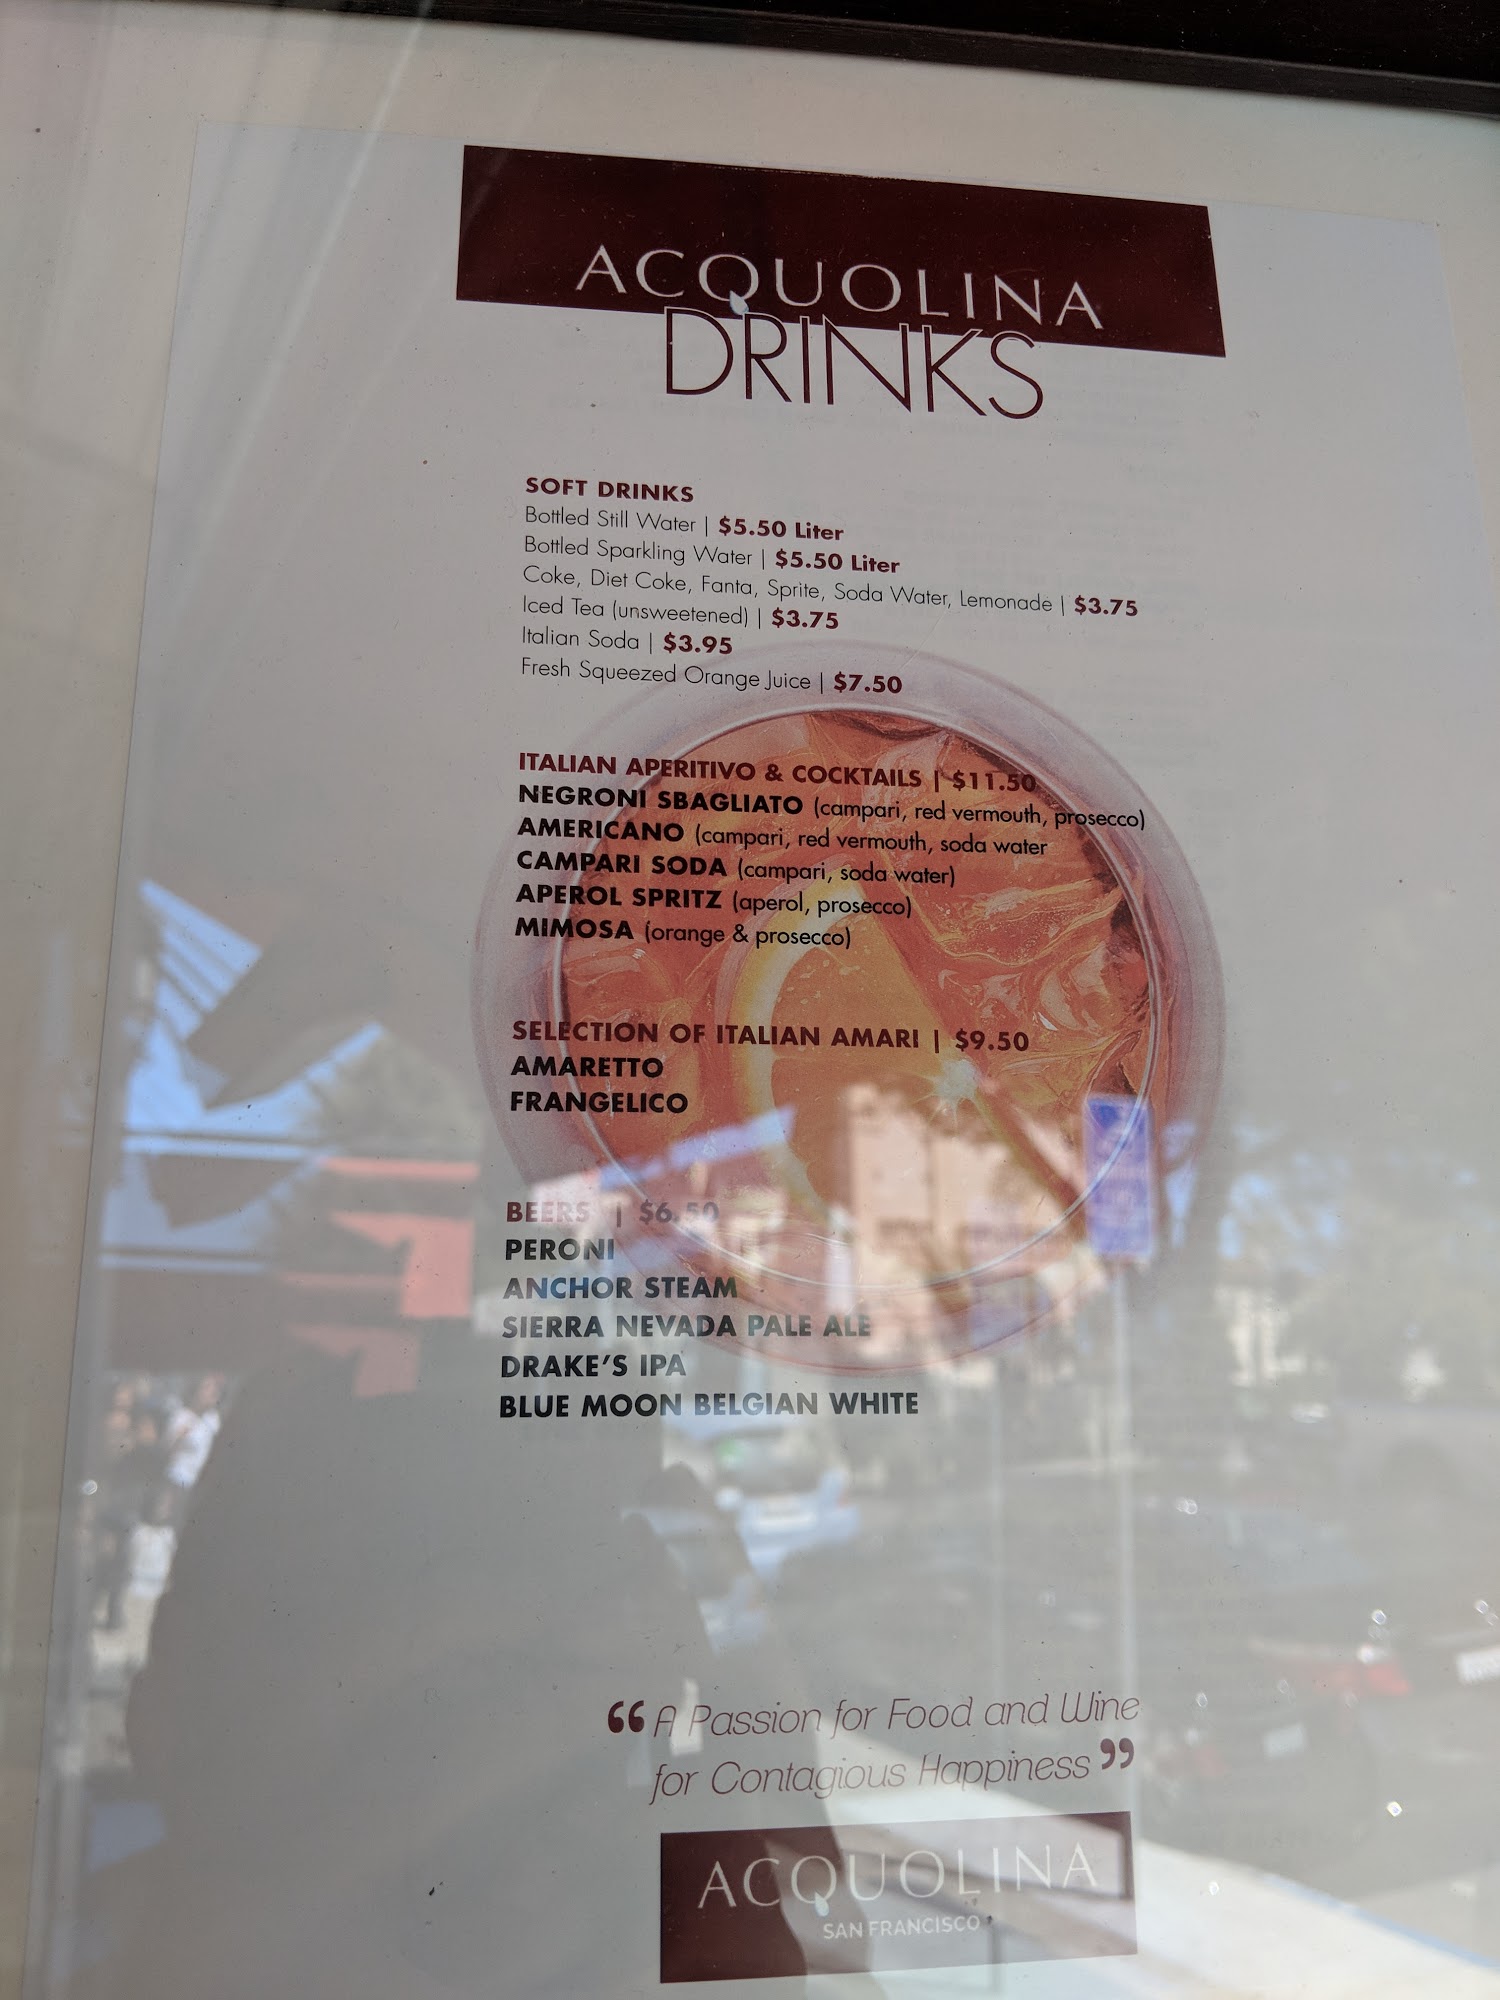 ACQUOLINA
DRINKS
SOFT DRINKS
Bottled Still Water | $5.50 Liter
Bottled Sparkling Water | $5.50 Liter
Coke, Diet Coke, Fanta, Sprite, Soda Water, Lemonade | $3.75
Iced Tea (unsweetened) | $3.75
Italian Soda | $3.95
Fresh Squeezed Orange Juice | $7.50
ITALIAN APERITIVO & COCKTAILS | $11.50
NEGRONI SBAGLIATO (campari, red vermouth, prosecco)
AMERICANO (campari, red vermouth, soda water
CAMPARI SODA (campari, soda water)
APEROL SPRITZ (aperol, prosecco)
MIMOSA (orange & prosecco)
SELECTION OF ITALIAN AMARI | $9.50
AMARETTO
FRANGELICO
BEERS | $6.50
PERONI
ANCHOR STEAM
SIERRA NEVADA PALE ALE
DRAKE'S IPA
BLUE MOON BELGIAN WHITE
“A Passion for Food and Wine
for Contagious Happiness”
ACQUOLINA
SAN FRANCISCO